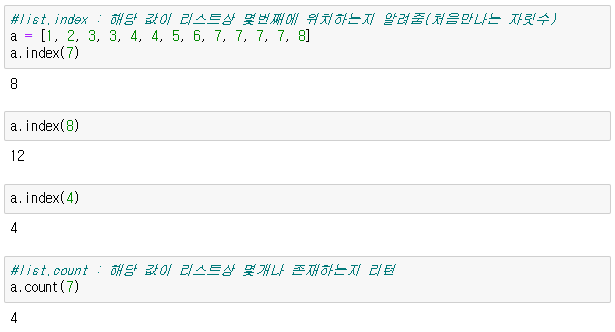 #list.index : 해당 값이 리스트상 몇번째에 위치하는지 알려줌(처음만나는 자릿수)
a = [1, 2, 3, 3, 4, 4, 5, 6, 7, 7, 7, 7, 8]
a.index(7)
8
a.index(8)
12
a.index(4)
4
#list.count : 해당 값이 리스트상 몇개나 존재하는지 리턴
a.count(7)
4